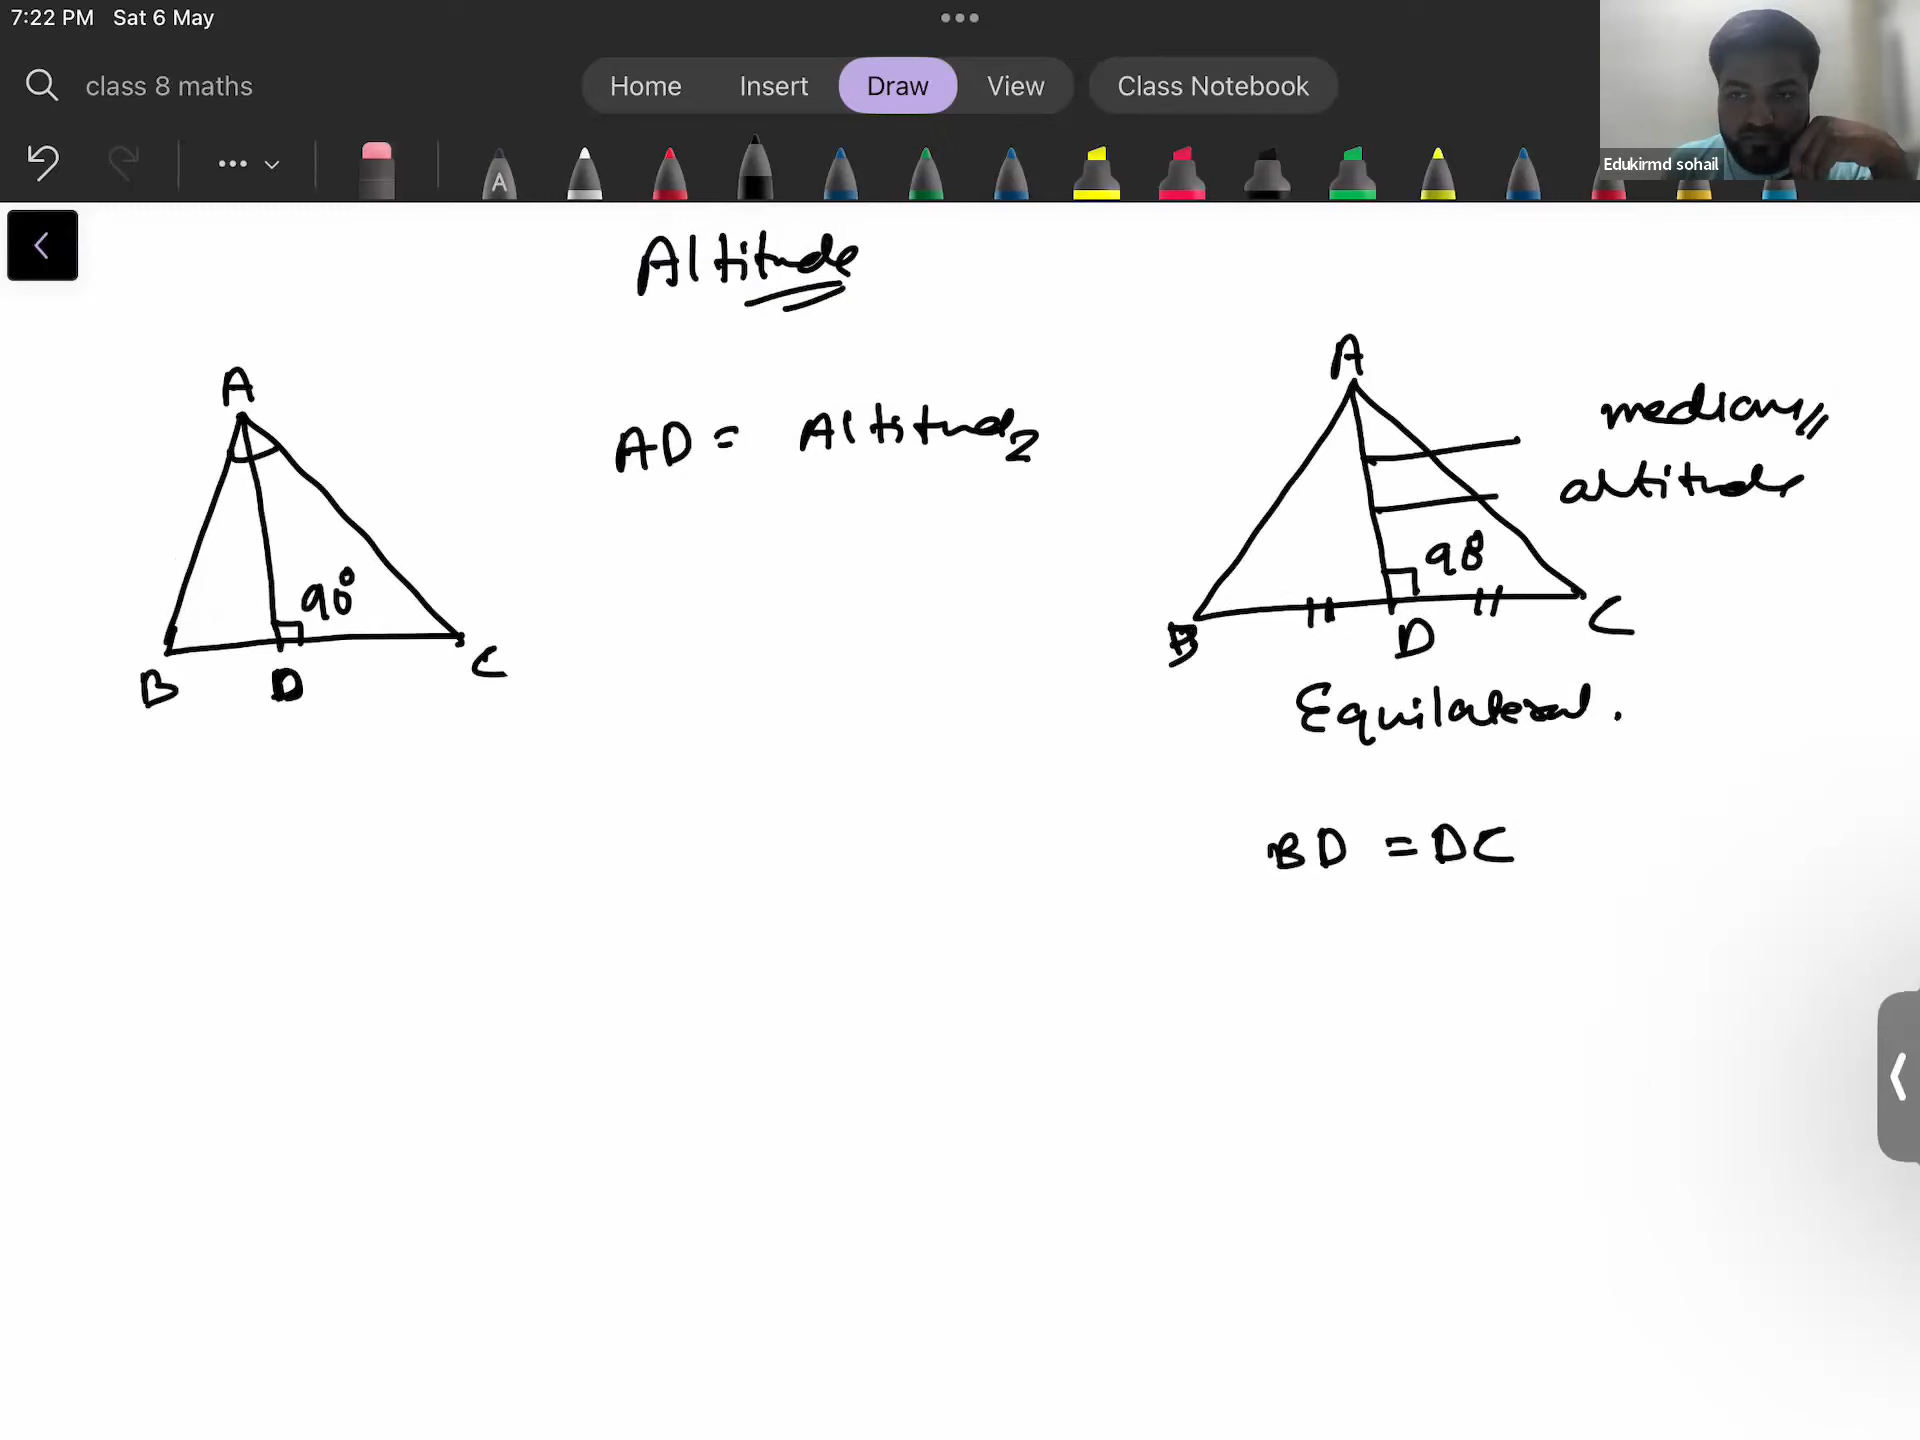 7:22 PM Sat 6 May
class 8 maths
Home Insert Draw View Class Notebook
A
Edukirmd sohail
Altitude
A
AD = Altitude
90°
B D C
A
median
altitude
90
B D C
Equilateral.
BD = DC